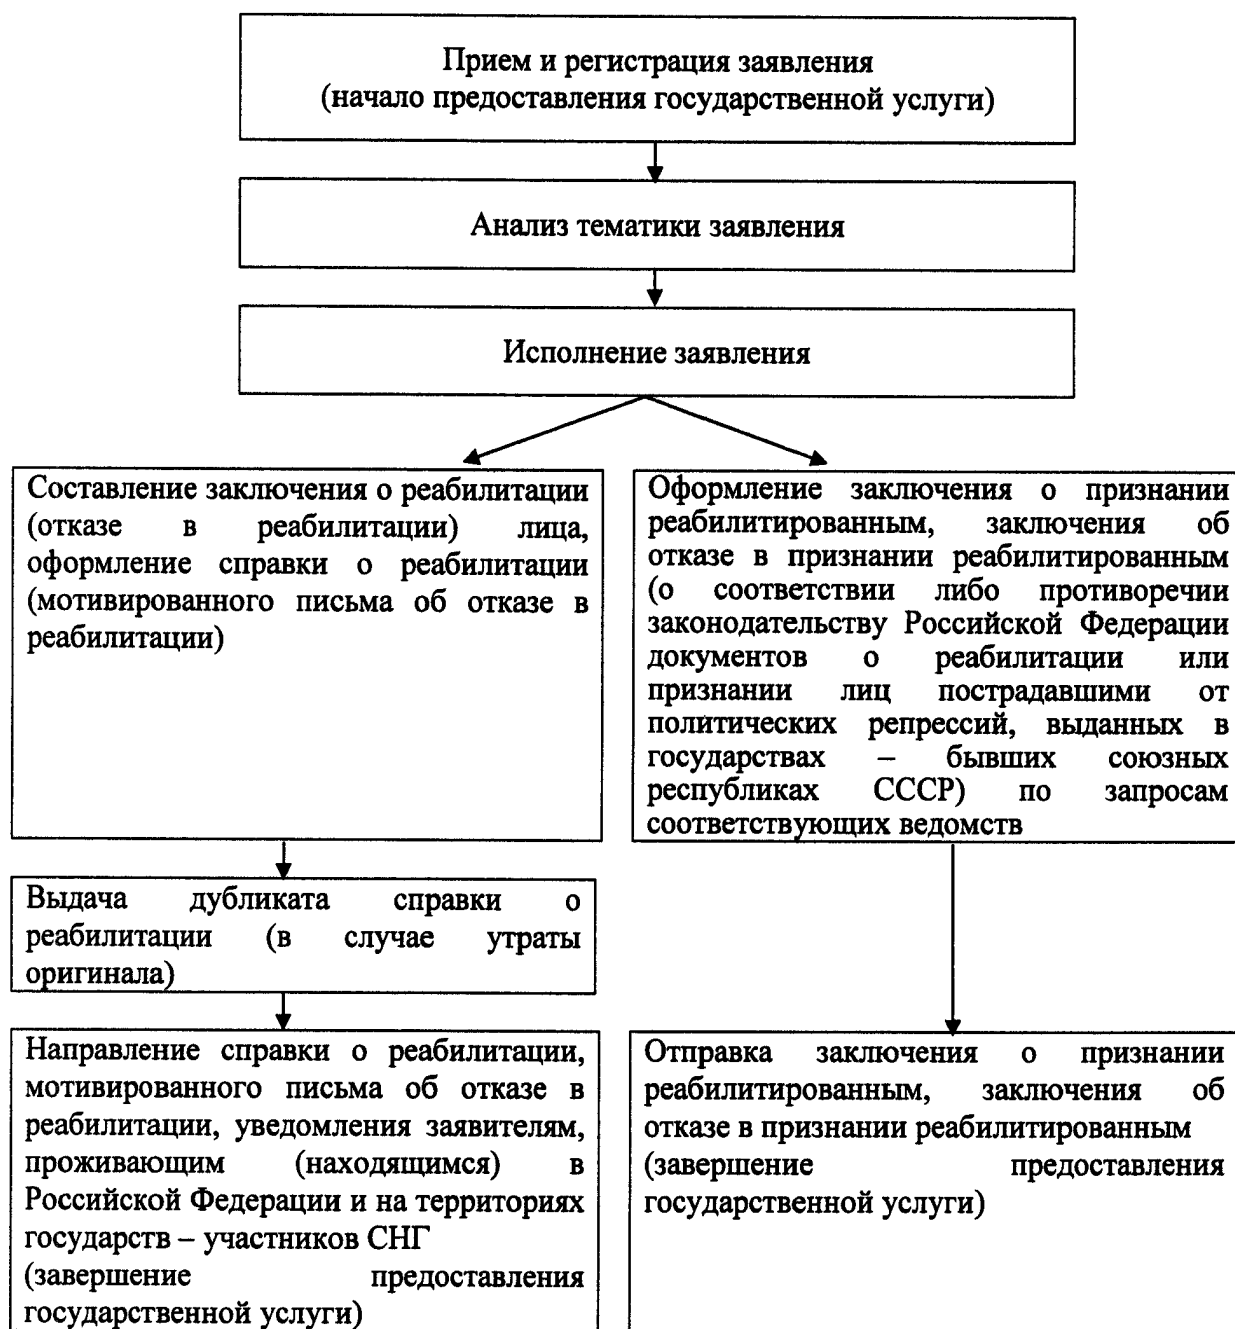 Прием и регистрация заявления
(начало предоставления государственной услуги)
Анализ тематики заявления
Исполнение заявления
Составление заключения о реабилитации
(отказе в реабилитации) лица,
оформление справки о реабилитации
(мотивированного письма об отказе в
реабилитации)
Оформление заключения о признании
реабилитированным, заключения об
отказе в признании реабилитированным
(о соответствии либо противоречии
законодательству Российской Федерации
документов о реабилитации или
признании лиц пострадавшими от
политических репрессий, выданных в
государствах – бывших союзных
республиках СССР) по запросам
соответствующих ведомств
Выдача дубликата справки о
реабилитации (в случае утраты
оригинала)
Направление справки о реабилитации,
мотивированного письма об отказе в
реабилитации, уведомления заявителям,
проживающим (находящимся) в
Российской Федерации и на территориях
государств – участников СНГ
(завершение предоставления
государственной услуги)
Отправка заключения о признании
реабилитированным, заключения об
отказе в признании реабилитированным
(завершение предоставления
государственной услуги)